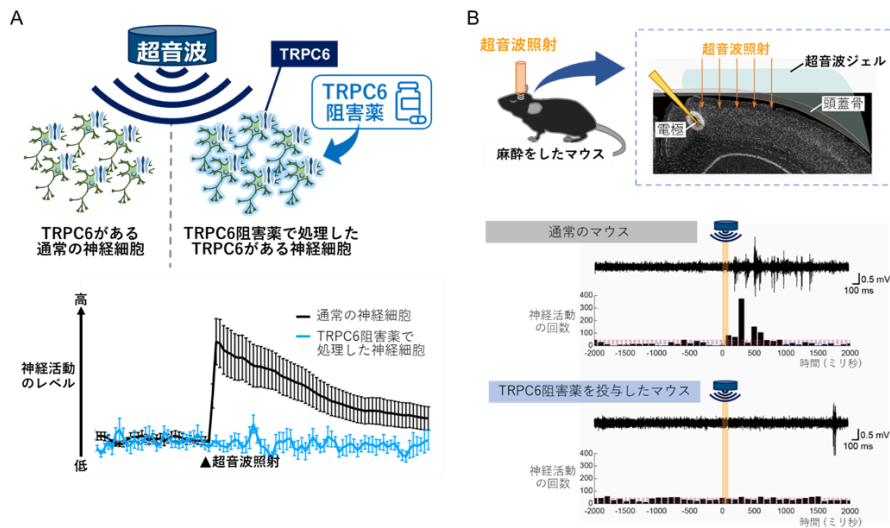 A
超音波
TRPC6
TRPC6
阻害薬
TRPC6がある
通常の神経細胞
TRPC6阻害薬で処理した
TRPC6がある神経細胞
高
神経活動
のレベル
低
通常の神経細胞
TRPC6阻害薬で
処理した神経細胞
▲超音波照射
B
超音波照射
麻酔をしたマウス
超音波照射
超音波ジェル
頭蓋骨
電極
通常のマウス
0.5 mV
100 ms
神経活動
の回数
400
300
200
100
0
-2000 -1500 -1000 -500 0 500 1000 1500 2000
時間 (ミリ秒)
TRPC6阻害薬を投与したマウス
0.5 mV
100 ms
神経活動
の回数
400
300
200
100
0
-2000 -1500 -1000 -500 0 500 1000 1500 2000
時間 (ミリ秒)